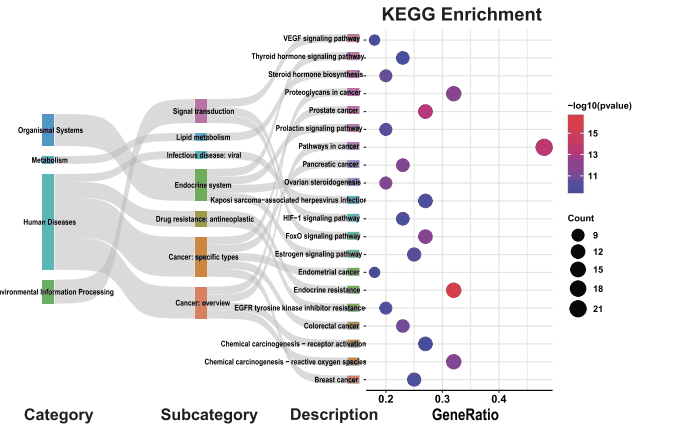 KEGG Enrichment
Organismal Systems
Metabolism
Human Diseases
vironmental Information Processing
Signal transduction
Lipid metabolism
Infectious disease: viral
Endocrine system
Drug resistance: antineoplastic
Cancer: specific types
Cancer: overview
VEGF signaling pathway
Thyroid hormone signaling pathway
Steroid hormone biosynthesis
Proteoglycans in cancer
Prostate cancer
Prolactin signaling pathway
Pathways in cancer
Pancreatic cancer
Ovarian steroidogenesis
Kaposi sarcoma-associated herpesvirus infection
HIF-1 signaling pathway
FoxO signaling pathway
Estrogen signaling pathway
Endometrial cancer
Endocrine resistance
EGFR tyrosine kinase inhibitor resistance
Colorectal cancer
Chemical carcinogenesis - receptor activation
Chemical carcinogenesis - reactive oxygen species
Breast cancer
0.2 0.3 0.4
GeneRatio
Category Subcategory Description
−log10(pvalue)
15
13
11
Count
9
12
15
18
21